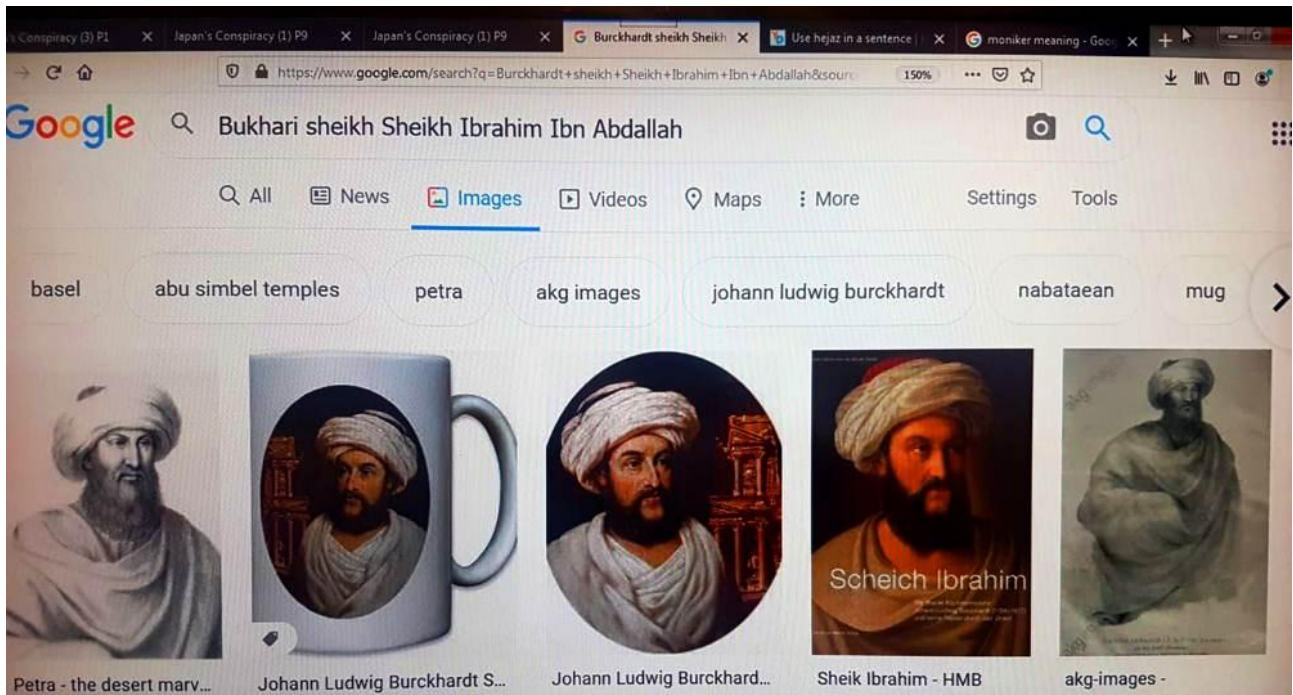 's Conspiracy (3) P1
Japan's Conspiracy (1) P9
Japan's Conspiracy (1) P9
Burckhardt sheikh Sheikh
Use hejaz in a sentence |
moniker meaning - Goo
https://www.google.com/search?q=Burckhardt+sheikh+Sheikh+Ibrahim+Ibn+Abdallah&sourc
150%
Google
Bukhari sheikh Sheikh Ibrahim Ibn Abdallah
All
News
Images
Videos
Maps
More
Settings
Tools
basel
abu simbel temples
petra
akg images
johann ludwig burckhardt
nabataean
mug
akg-images
Scheich Ibrahim
Petra - the desert marv...
Johann Ludwig Burckhardt S...
Johann Ludwig Burckhard...
Sheik Ibrahim - HMB
akg-images -